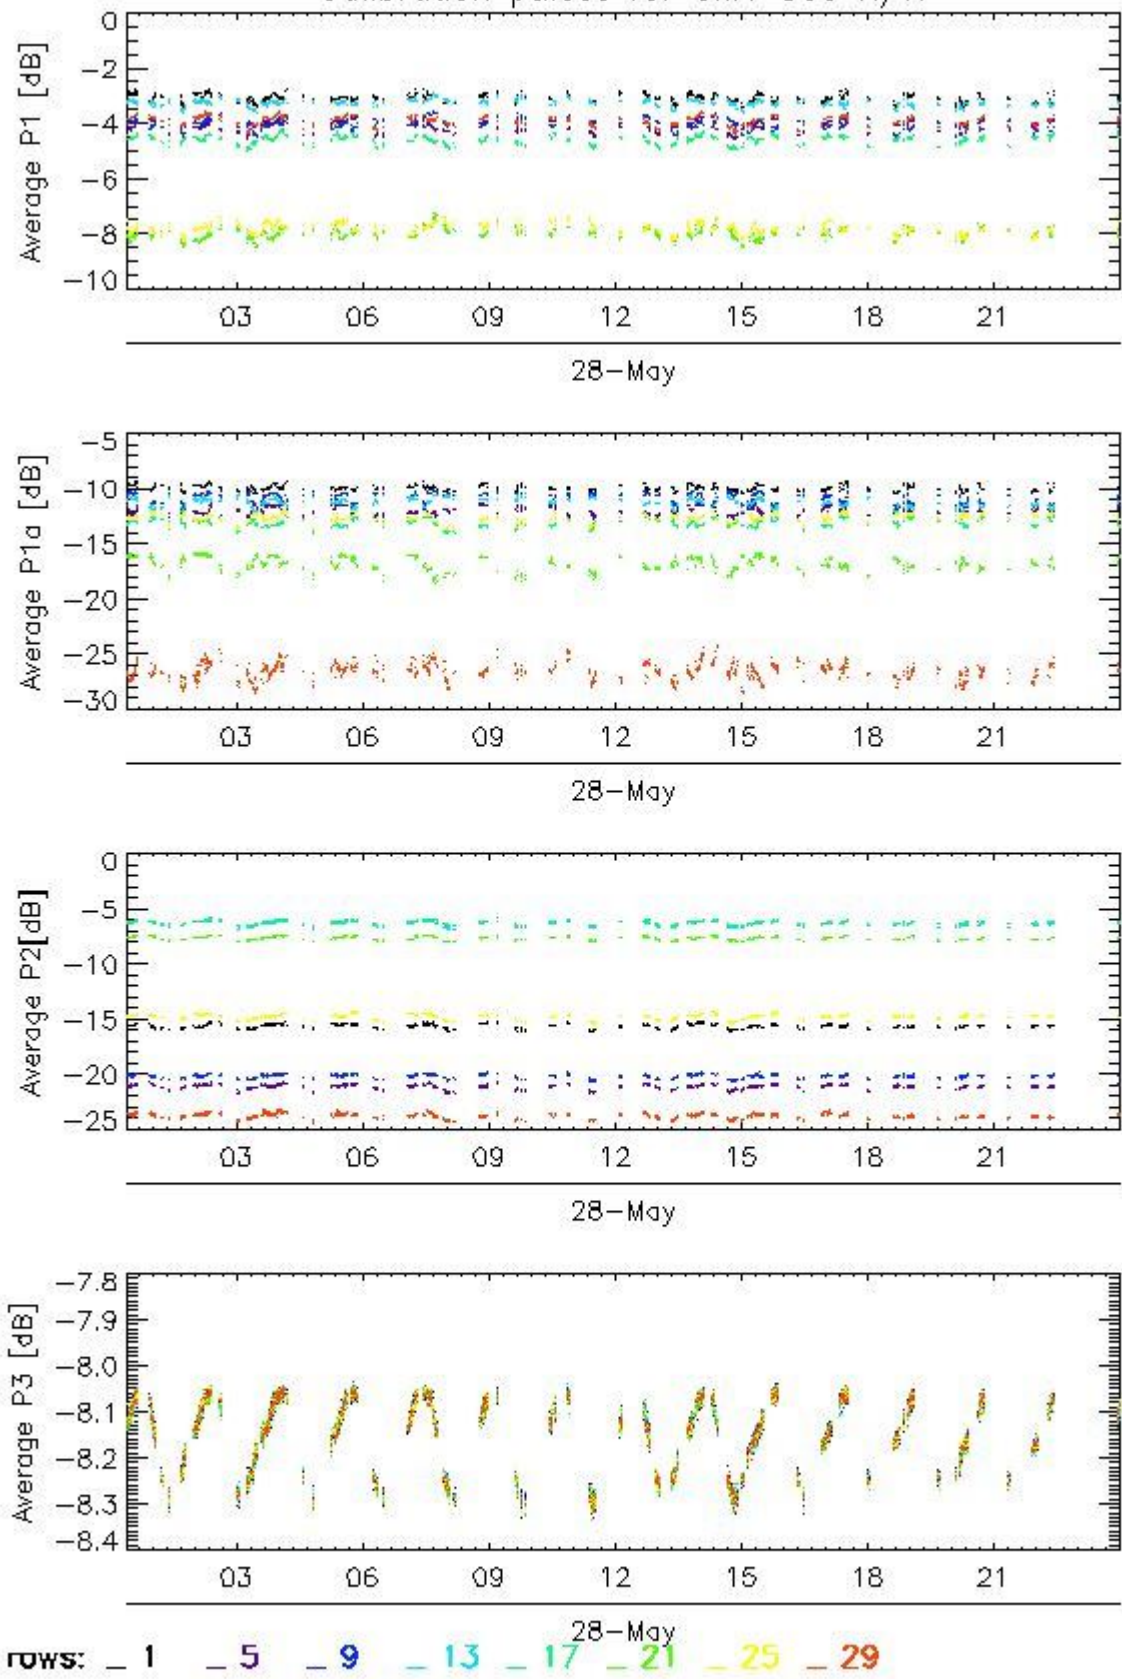 0
−2
−4
−6
−8
−10
Average P1 [dB]
03 06 09 12 15 18 21
28−May
−5
−10
−15
−20
−25
−30
Average P1a [dB]
03 06 09 12 15 18 21
28−May
0
−5
−10
−15
−20
−25
Average P2[dB]
03 06 09 12 15 18 21
28−May
−7.8
−7.9
−8.0
−8.1
−8.2
−8.3
−8.4
Average P3 [dB]
03 06 09 12 15 18 21
28−May
rows: _ 1 _ 5 _ 9 _ 13 _ 17 _ 21 _ 25 _ 29